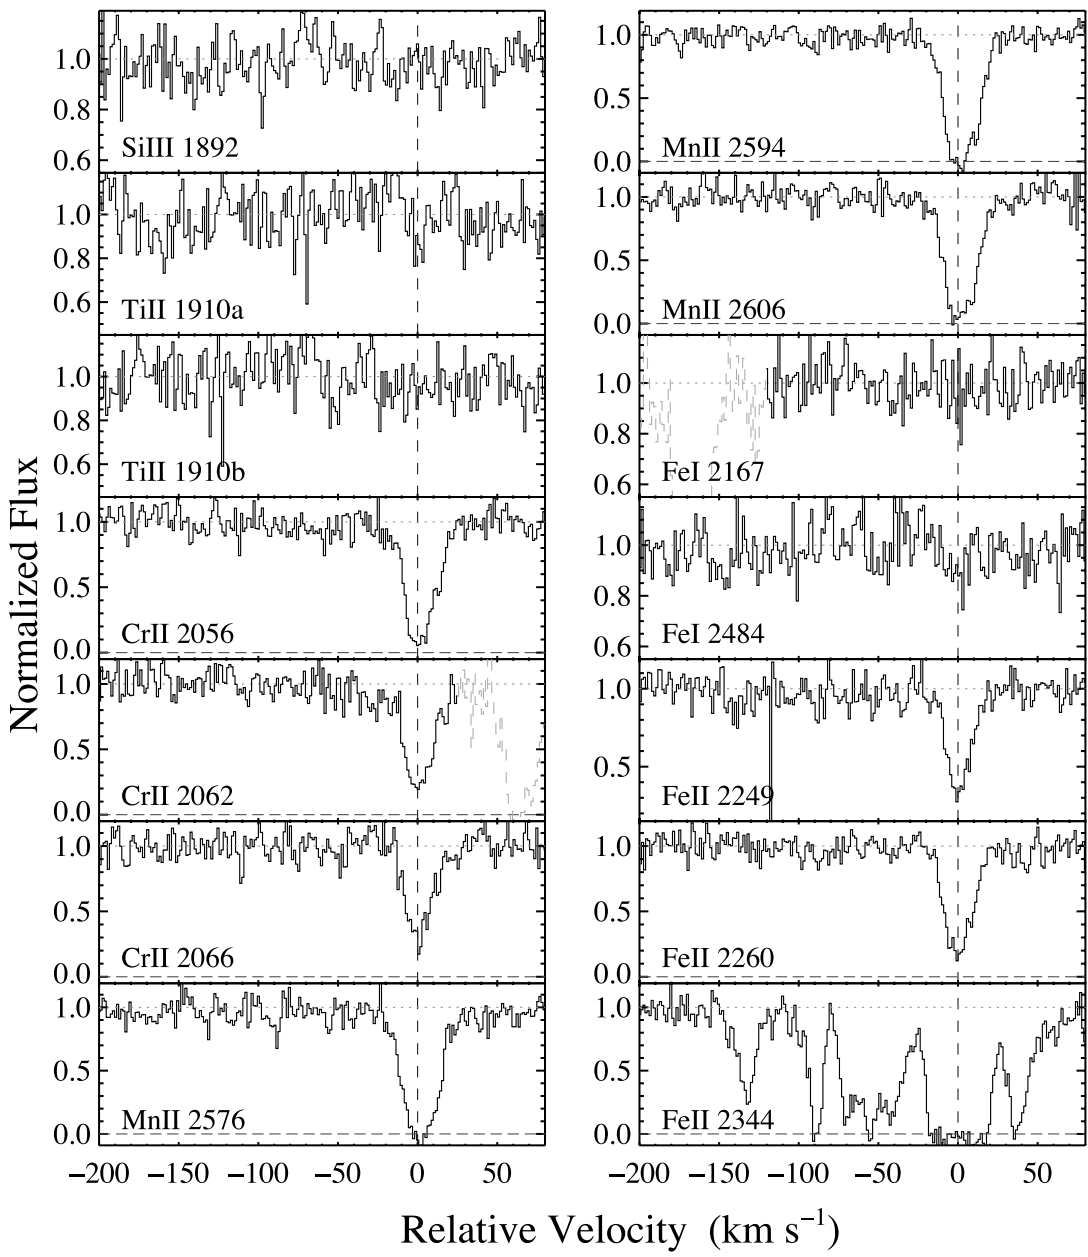 Normalized Flux
1.0
0.8
0.6
SiIII 1892
1.0
0.8
0.6
TiII 1910a
1.0
0.8
0.6
TiII 1910b
1.0
0.5
0.0
CrII 2056
1.0
0.5
0.0
CrII 2062
1.0
0.5
0.0
CrII 2066
1.0
0.5
0.0
MnII 2576
−200 −150 −100 −50 0 50
1.0
0.5
0.0
MnII 2594
1.0
0.5
0.0
MnII 2606
1.0
0.8
0.6
FeI 2167
1.0
0.8
0.6
FeI 2484
1.0
0.5
FeII 2249
1.0
0.5
0.0
FeII 2260
1.0
0.5
0.0
FeII 2344
−200 −150 −100 −50 0 50
Relative Velocity (km s⁻¹)